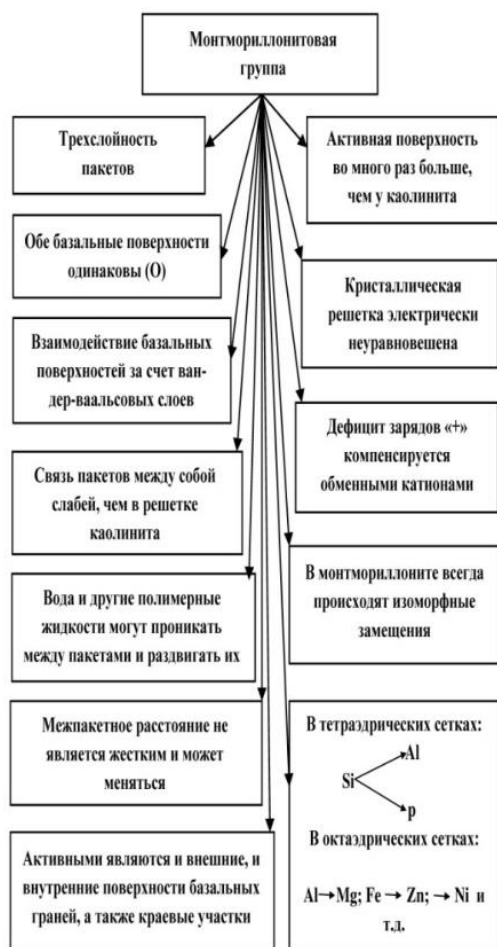 Монтмориллонитовая
группа
Трехслойность
пакетов
Обе базальные поверхности
одинаковы (О)
Взаимодействие базальных
поверхностей за счет ван-
дер-ваальсовых слоев
Связь пакетов между собой
слабей, чем в решетке
каолинита
Вода и другие полимерные
жидкости могут проникать
между пакетами и раздвигать их
Межпакетное расстояние не
является жестким и может
меняться
Активными являются и внешние, и
внутренние поверхности базальных
граней, а также краевые участки
Активная поверхность
во много раз больше,
чем у каолинита
Кристаллическая
решетка электрически
неуравновешена
Дефицит зарядов «+»
компенсируется
обменными катионами
В монтмориллоните всегда
происходят изоморфные
замещения
В тетраэдрических сетках:
Al
Si
p
В октаэдрических сетках:
Al→Mg; Fe → Zn; → Ni и
т.д.